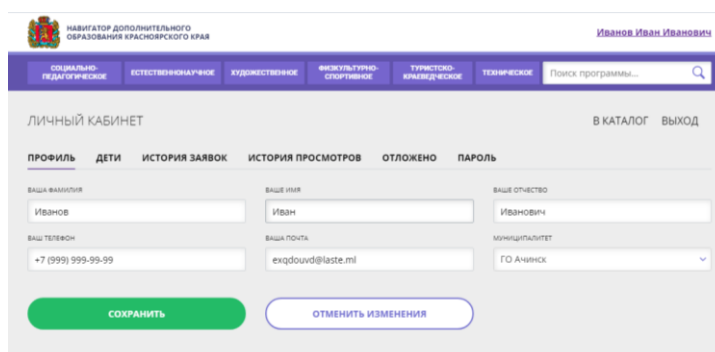 НАВИГАТОР ДОПОЛНИТЕЛЬНОГО
ОБРАЗОВАНИЯ КРАСНОЯРСКОГО КРАЯ
Иванов Иван Иванович
СОЦИАЛЬНО-
ПЕДАГОГИЧЕСКОЕ
ЕСТЕСТВЕННОНАУЧНОЕ
ХУДОЖЕСТВЕННОЕ
ФИЗКУЛЬТУРНО-
СПОРТИВНОЕ
ТУРИСТСКО-
КРАЕВЕДЧЕСКОЕ
ТЕХНИЧЕСКОЕ
Поиск программы...
ЛИЧНЫЙ КАБИНЕТ
В КАТАЛОГ ВЫХОД
ПРОФИЛЬ ДЕТИ ИСТОРИЯ ЗАЯВОК ИСТОРИЯ ПРОСМОТРОВ ОТЛОЖЕНО ПАРОЛЬ
ВАША ФАМИЛИЯ ВАШЕ ИМЯ ВАШЕ ОТЧЕСТВО
Иванов Иван Иванович
ВАШ ТЕЛЕФОН ВАША ПОЧТА МУНИЦИПАЛИТЕТ
+7 (999) 999-99-99 exqdouvd@laste.ml ГО Ачинск
СОХРАНИТЬ ОТМЕНИТЬ ИЗМЕНЕНИЯ